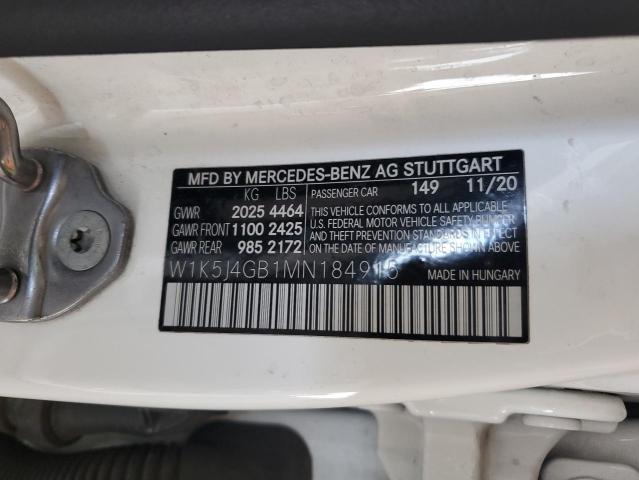 MFD BY MERCEDES-BENZ AG STUTTGART
KG LBS PASSENGER CAR 149 11/20
GVWR 2025 4464 THIS VEHICLE CONFORMS TO ALL APPLICABLE
GAWR FRONT 1100 2425 U.S. FEDERAL MOTOR VEHICLE SAFETY BUMPER
GAWR REAR 985 2172 AND THEFT PREVENTION STANDARDS IN EFFECT
ON THE DATE OF MANUFACTURE SHOWN ABOVE.
W1K5J4GB1MN184915 MADE IN HUNGARY